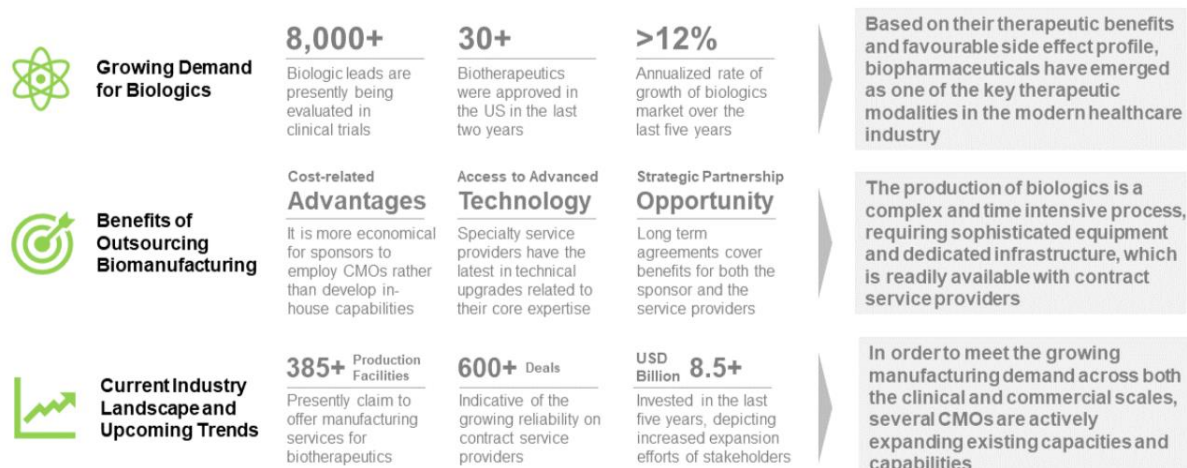 Growing Demand
for Biologics
8,000+
Biologic leads are
presently being
evaluated in
clinical trials
30+
Biotherapeutics
were approved in
the US in the last
two years
>12%
Annualized rate of
growth of biologics
market over the
last five years
Based on their therapeutic benefits
and favourable side effect profile,
biopharmaceuticals have emerged
as one of the key therapeutic
modalities in the modern healthcare
industry
Benefits of
Outsourcing
Biomanufacturing
Cost-related
Advantages
It is more economical
for sponsors to
employ CMOs rather
than develop in-
house capabilities
Access to Advanced
Technology
Specialty service
providers have the
latest in technical
upgrades related to
their core expertise
Strategic Partnership
Opportunity
Long term
agreements cover
benefits for both the
sponsor and the
service providers
The production of biologics is a
complex and time intensive process,
requiring sophisticated equipment
and dedicated infrastructure, which
is readily available with contract
service providers
Current Industry
Landscape and
Upcoming Trends
385+ Production
Facilities
Presently claim to
offer manufacturing
services for
biotherapeutics
600+ Deals
Indicative of the
growing reliability on
contract service
providers
USD
Billion 8.5+
Invested in the last
five years, depicting
increased expansion
efforts of stakeholders
In order to meet the growing
manufacturing demand across both
the clinical and commercial scales,
several CMOs are actively
expanding existing capacities and
capabilities